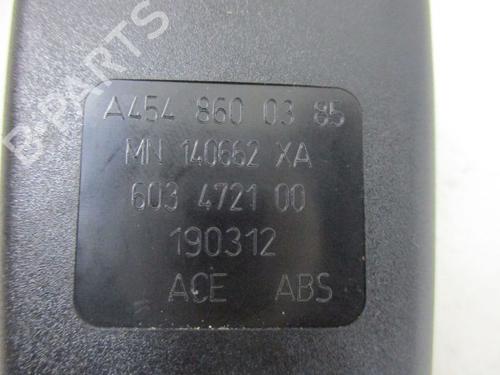 B-PARTS
A454 860 03 85
MN 140662 XA
603 4721 00
190312
ACE ABS